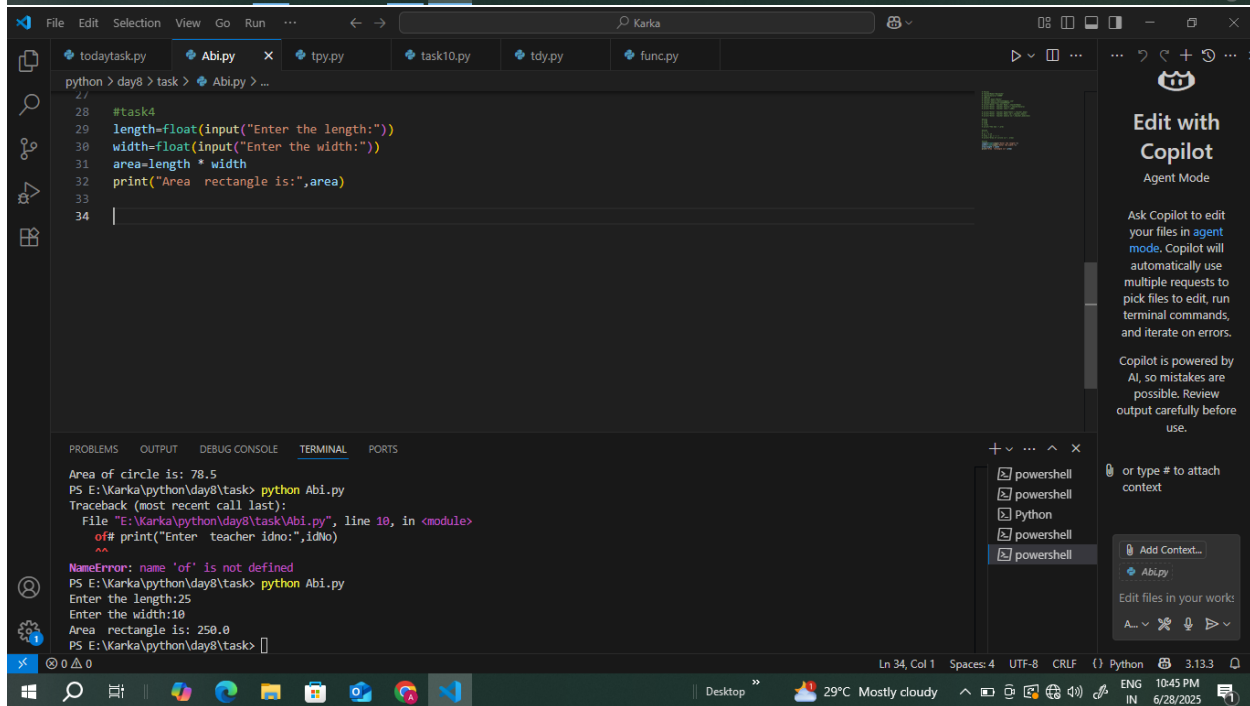 File Edit Selection View Go Run ... Karka
todaytask.py Abi.py tpy.py task10.py tdy.py func.py
python > day8 > task > Abi.py > ...
27
28 #task4
29 length=float(input("Enter the length:"))
30 width=float(input("Enter the width:"))
31 area=length * width
32 print("Area  rectangle is:",area)
33
34
PROBLEMS OUTPUT DEBUG CONSOLE TERMINAL PORTS
Area of circle is: 78.5
PS E:\Karka\python\day8\task> python Abi.py
Traceback (most recent call last):
  File "E:\Karka\python\day8\task\Abi.py", line 10, in <module>
    of# print("Enter  teacher idno:",idNo)
    ^^
NameError: name 'of' is not defined
PS E:\Karka\python\day8\task> python Abi.py
Enter the length:25
Enter the width:10
Area  rectangle is: 250.0
PS E:\Karka\python\day8\task>
powershell
powershell
Python
powershell
powershell
Edit with
Copilot
Agent Mode
Ask Copilot to edit
your files in agent
mode. Copilot will
automatically use
multiple requests to
pick files to edit, run
terminal commands,
and iterate on errors.
Copilot is powered by
AI, so mistakes are
possible. Review
output carefully before
use.
or type # to attach
context
Add Context...
Abi.py
Edit files in your works
A...
0 0 Ln 34, Col 1 Spaces: 4 UTF-8 CRLF {} Python 3.13.3
Desktop 29°C Mostly cloudy ENG IN 10:45 PM 6/28/2025